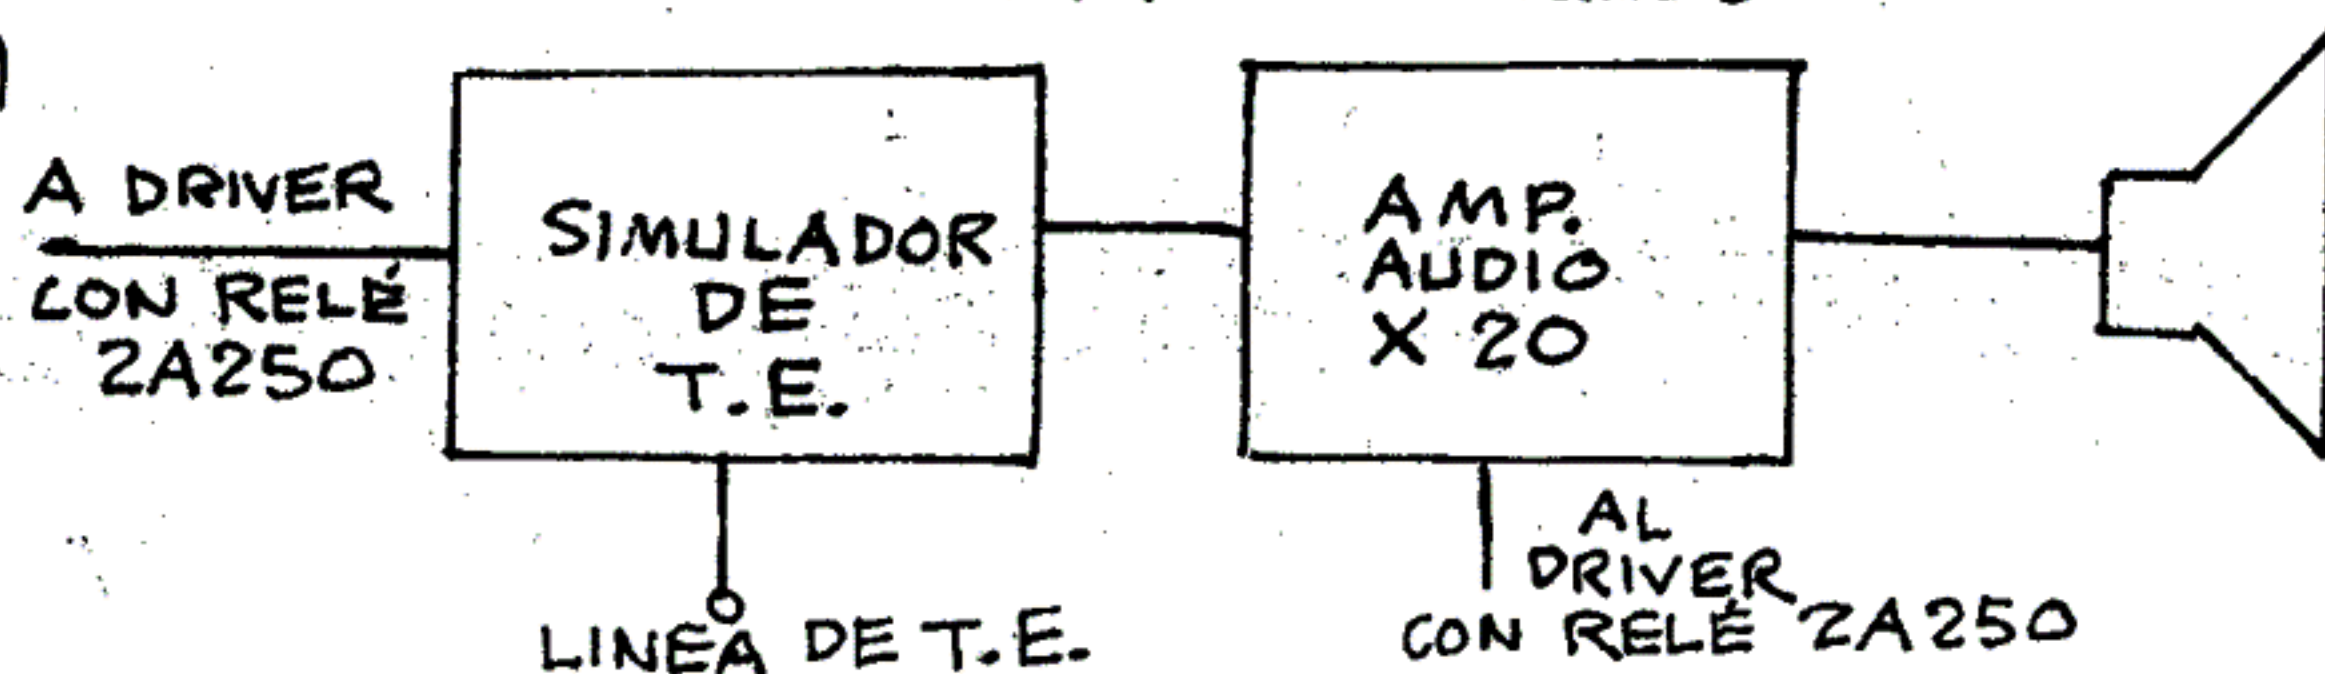 A DRIVER
CON RELÉ
2A250
SIMULADOR
DE
T.E.
LINEA DE T.E.
AMP.
AUDIO
X 20
AL
DRIVER
CON RELÉ 2A250